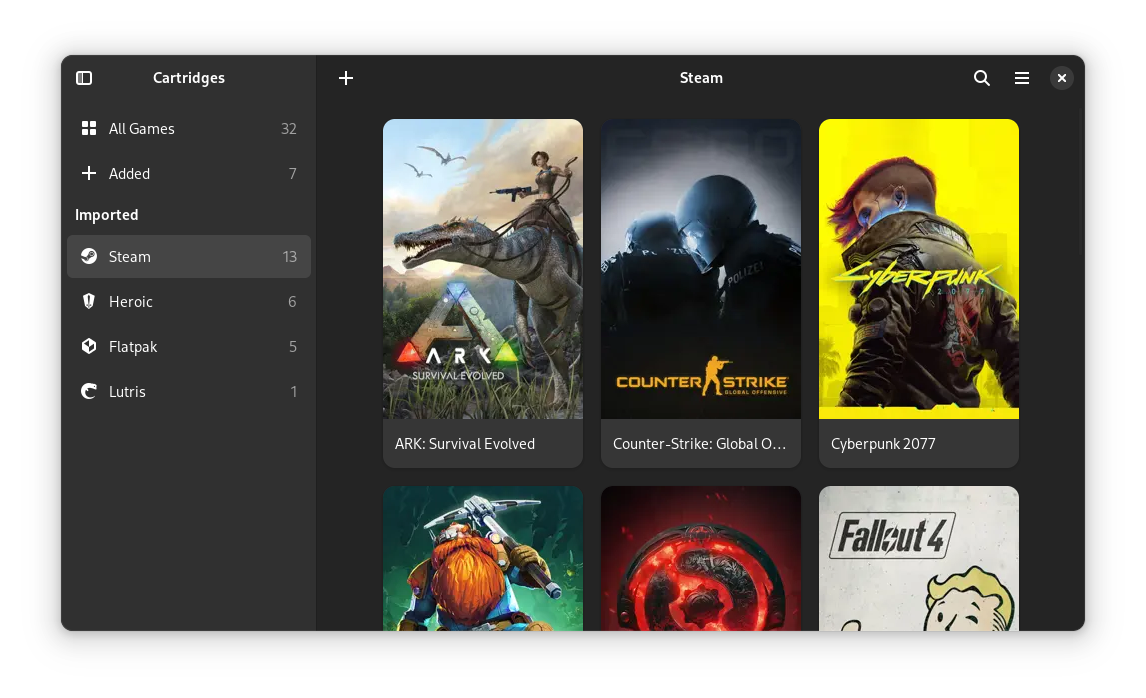 Cartridges
Steam
All Games 32
Added 7
Imported
Steam 13
Heroic 6
Flatpak 5
Lutris 1
ARK
SURVIVAL EVOLVED
ARK: Survival Evolved
POLIZEI
COUNTER STRIKE
GLOBAL OFFENSIVE
Counter-Strike: Global O…
CYBERPUNK
2077
Cyberpunk 2077
Fallout 4